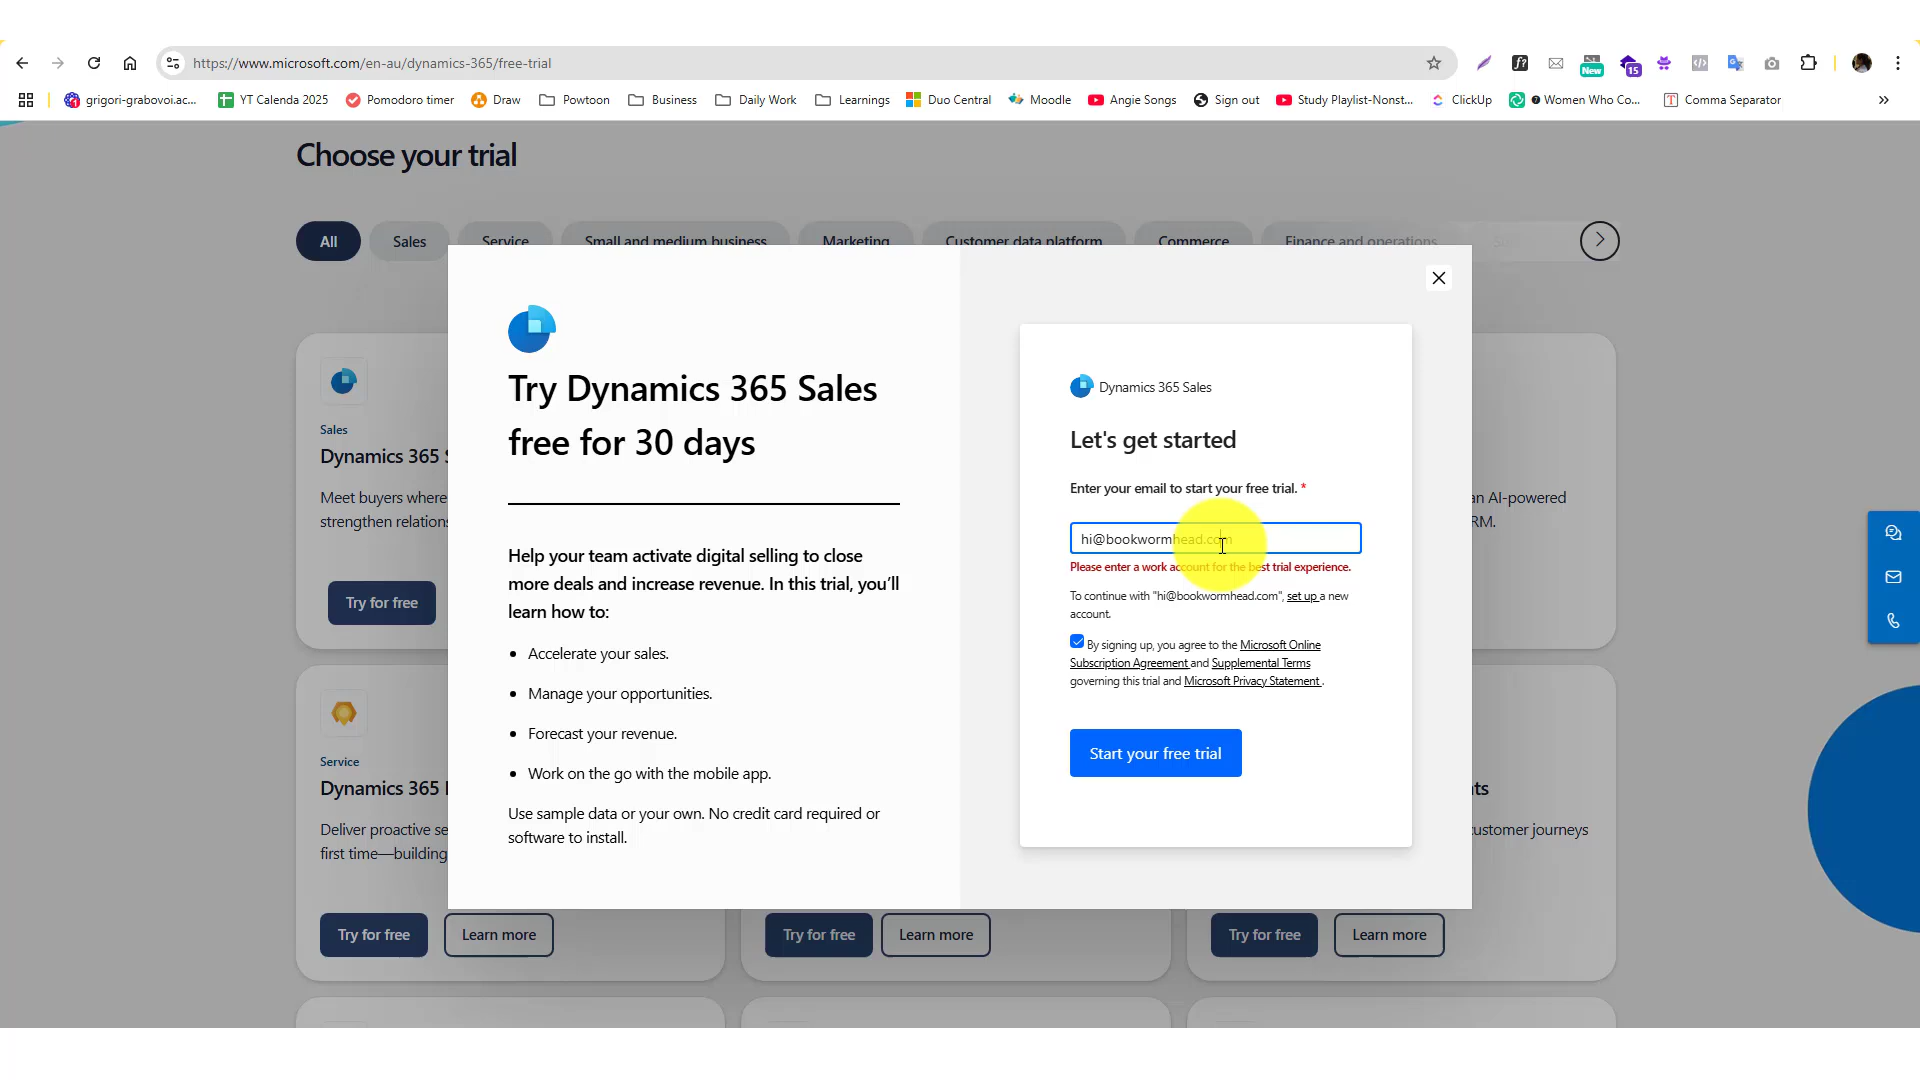 https://www.microsoft.com/en-au/dynamics-365/free-trial
New
15
grigori-grabovoi.ac...
YT Calenda 2025
Pomodoro timer
Draw
Powtoon
Business
Daily Work
Learnings
Duo Central
Moodle
Angie Songs
Sign out
Study Playlist-Nonst...
ClickUp
Women Who Co...
Comma Separator
Choose your trial
All
Sales
Service
Small and medium business
Marketing
Customer data platform
Commerce
Finance and operations
Sales
Dynamics 365 S
Meet buyers where
strengthen relations
Try for free
an AI-powered
RM.
Try Dynamics 365 Sales
free for 30 days
Help your team activate digital selling to close
more deals and increase revenue. In this trial, you'll
learn how to:
• Accelerate your sales.
• Manage your opportunities.
• Forecast your revenue.
• Work on the go with the mobile app.
Use sample data or your own. No credit card required or
software to install.
Dynamics 365 Sales
Let's get started
Enter your email to start your free trial. *
hi@bookwormhead.com
Please enter a work account for the best trial experience.
To continue with "hi@bookwormhead.com", set up a new
account.
By signing up, you agree to the Microsoft Online
Subscription Agreement and Supplemental Terms
governing this trial and Microsoft Privacy Statement .
Start your free trial
Service
Dynamics 365
Deliver proactive se
first time—building
Try for free
Learn more
Try for free
Learn more
ts
customer journeys
Try for free
Learn more